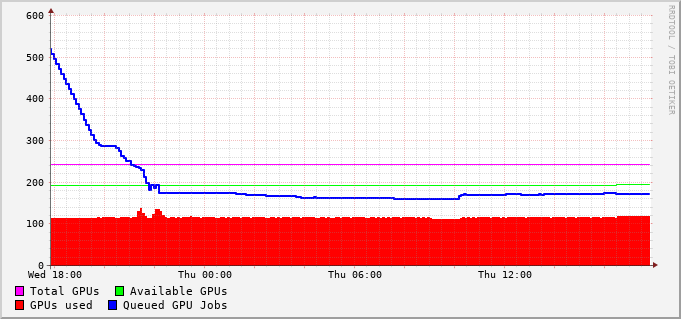 600
500
400
300
200
100
0
Wed 18:00 Thu 00:00 Thu 06:00 Thu 12:00
Total GPUs Available GPUs
GPUs used Queued GPU Jobs
RRDTOOL / TOBI OETIKER